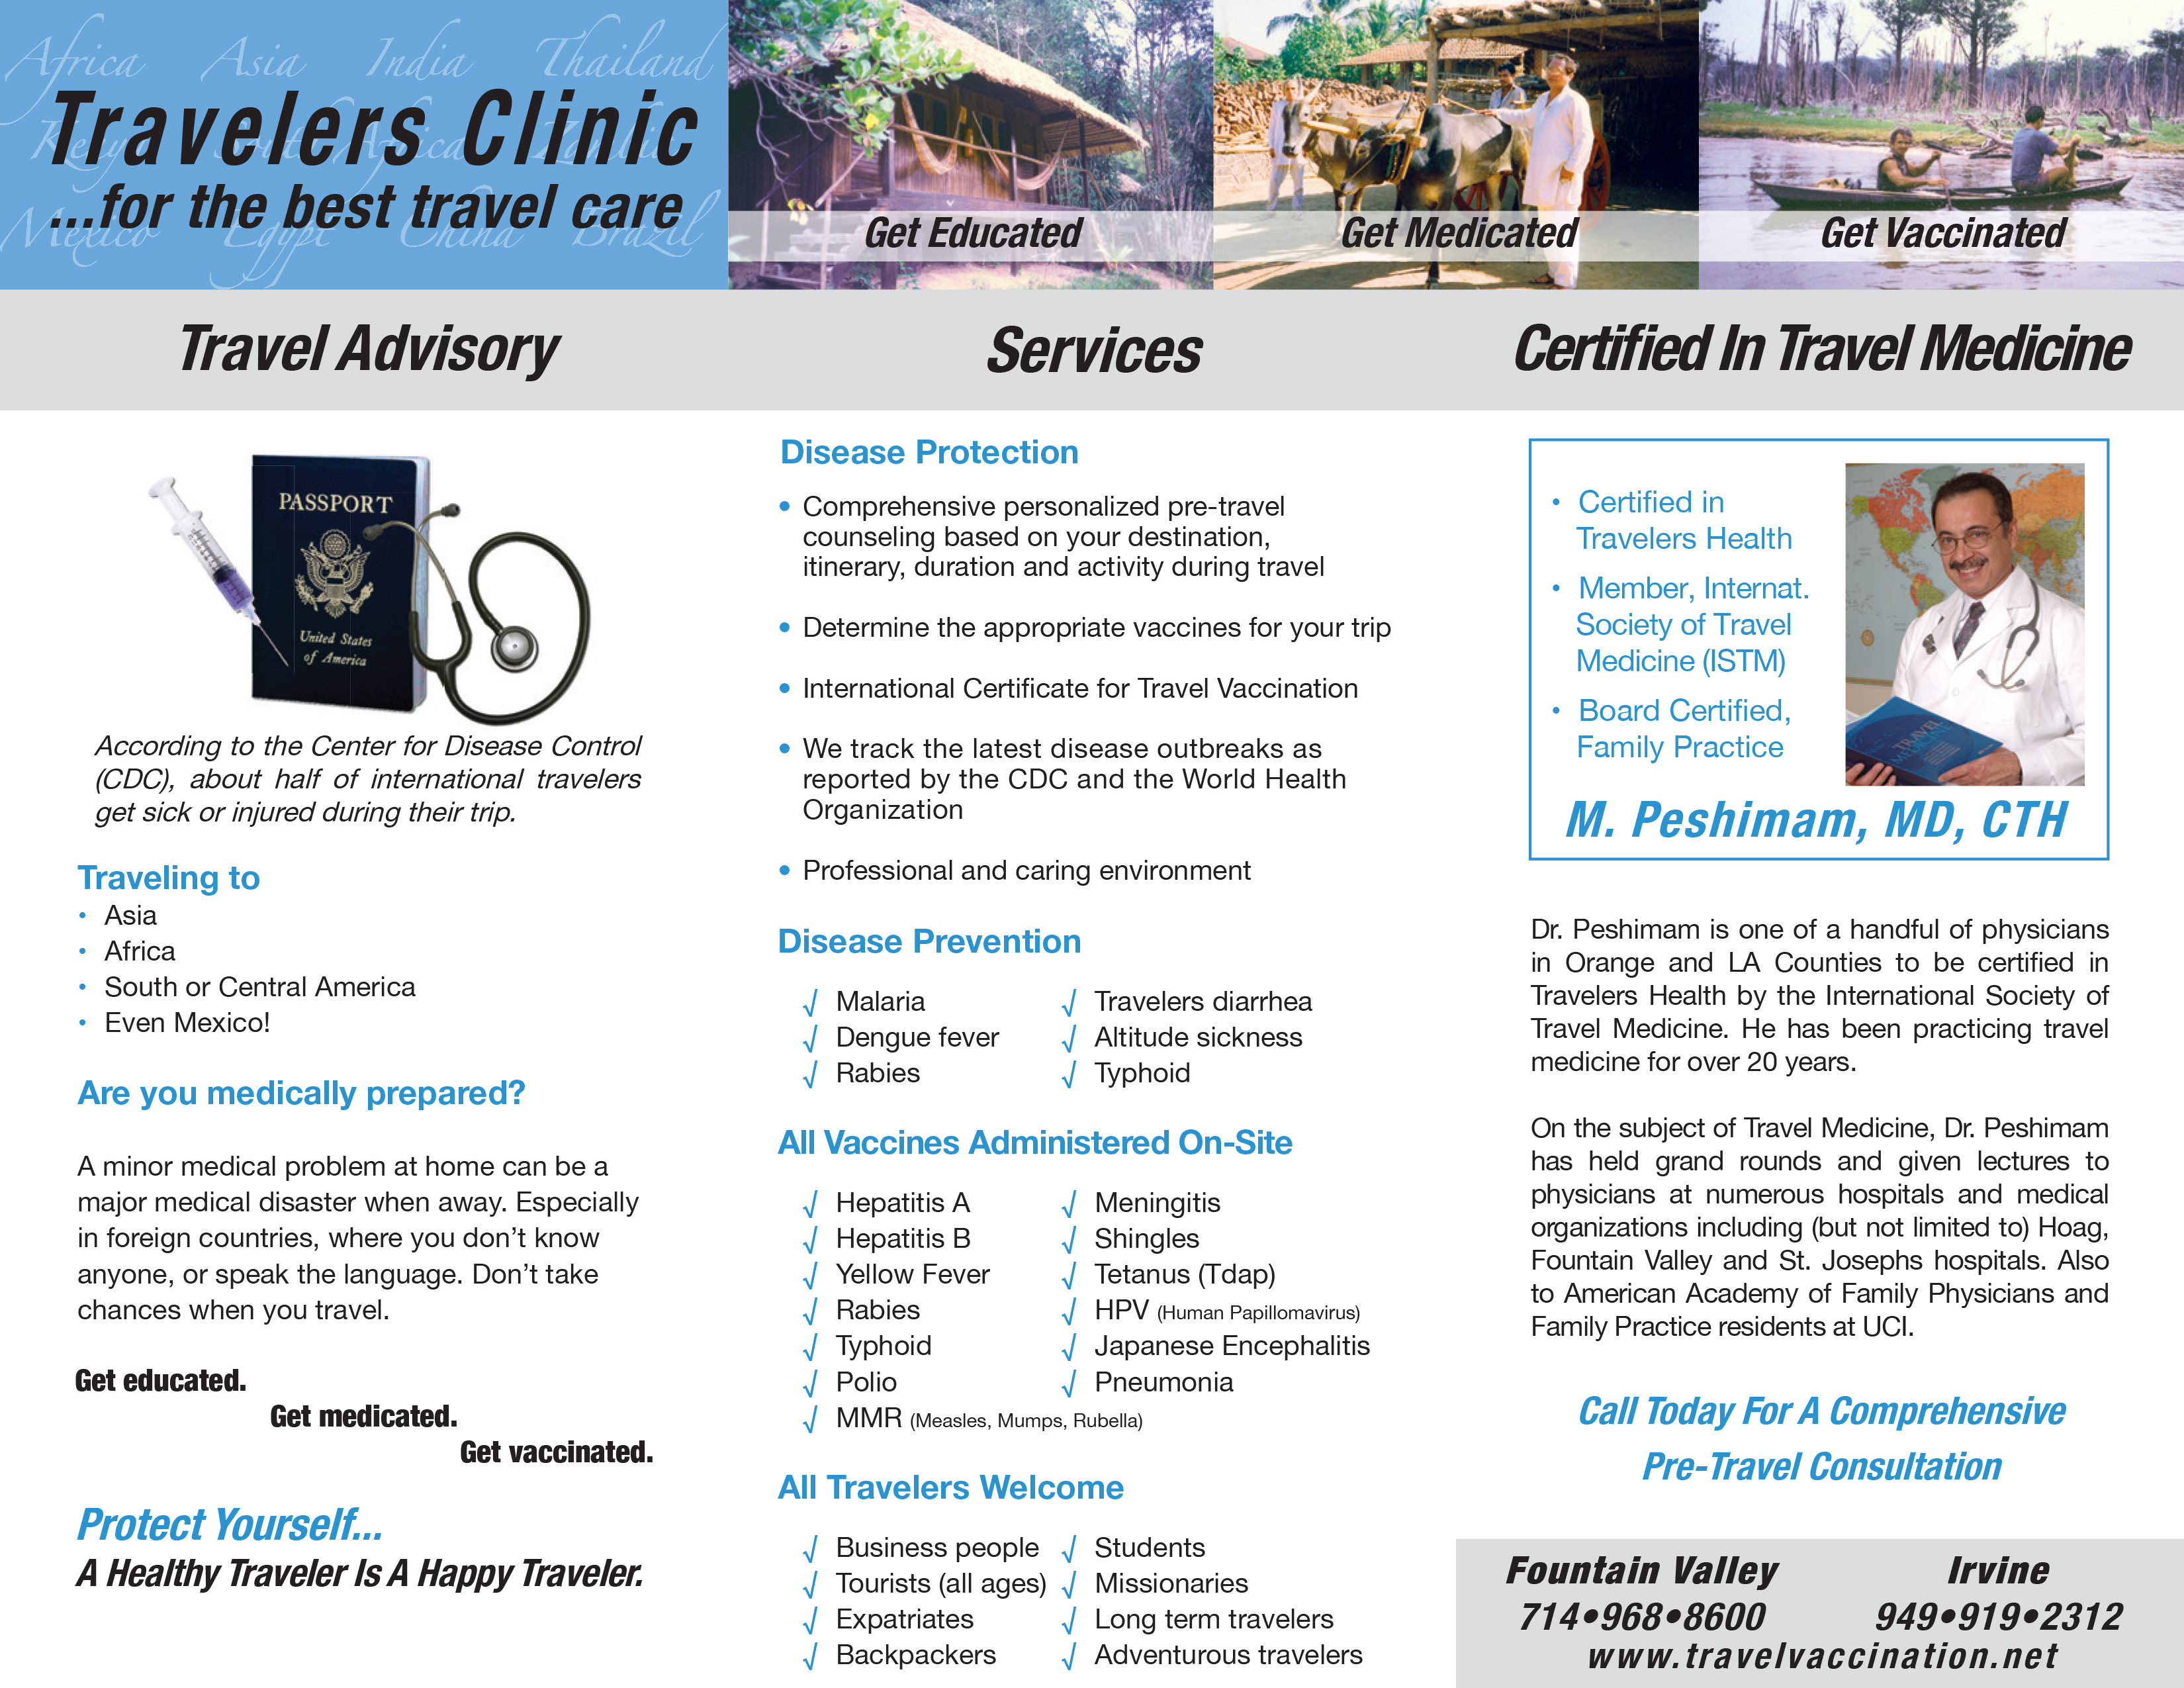 Africa Asia India Thailand
Travelers Clinic
Kenya South Africa Zambia
...for the best travel care
Mexico Egypt China Brazil
Get Educated
Get Medicated
Get Vaccinated
Travel Advisory
PASSPORT
United States
of America
According to the Center for Disease Control
(CDC), about half of international travelers
get sick or injured during their trip.
Traveling to
• Asia
• Africa
• South or Central America
• Even Mexico!
Are you medically prepared?
A minor medical problem at home can be a
major medical disaster when away. Especially
in foreign countries, where you don’t know
anyone, or speak the language. Don’t take
chances when you travel.
Get educated.
Get medicated.
Get vaccinated.
Protect Yourself...
A Healthy Traveler Is A Happy Traveler.
Services
Disease Protection
• Comprehensive personalized pre-travel
counseling based on your destination,
itinerary, duration and activity during travel
• Determine the appropriate vaccines for your trip
• International Certificate for Travel Vaccination
• We track the latest disease outbreaks as
reported by the CDC and the World Health
Organization
• Professional and caring environment
Disease Prevention
√ Malaria √ Travelers diarrhea
√ Dengue fever √ Altitude sickness
√ Rabies √ Typhoid
All Vaccines Administered On-Site
√ Hepatitis A √ Meningitis
√ Hepatitis B √ Shingles
√ Yellow Fever √ Tetanus (Tdap)
√ Rabies √ HPV (Human Papillomavirus)
√ Typhoid √ Japanese Encephalitis
√ Polio √ Pneumonia
√ MMR (Measles, Mumps, Rubella)
All Travelers Welcome
√ Business people √ Students
√ Tourists (all ages) √ Missionaries
√ Expatriates √ Long term travelers
√ Backpackers √ Adventurous travelers
Certified In Travel Medicine
• Certified in
Travelers Health
• Member, Internat.
Society of Travel
Medicine (ISTM)
• Board Certified,
Family Practice
TRAVEL
M. Peshimam, MD, CTH
Dr. Peshimam is one of a handful of physicians
in Orange and LA Counties to be certified in
Travelers Health by the International Society of
Travel Medicine. He has been practicing travel
medicine for over 20 years.
On the subject of Travel Medicine, Dr. Peshimam
has held grand rounds and given lectures to
physicians at numerous hospitals and medical
organizations including (but not limited to) Hoag,
Fountain Valley and St. Josephs hospitals. Also
to American Academy of Family Physicians and
Family Practice residents at UCI.
Call Today For A Comprehensive
Pre-Travel Consultation
Fountain Valley Irvine
714•968•8600 949•919•2312
www.travelvaccination.net